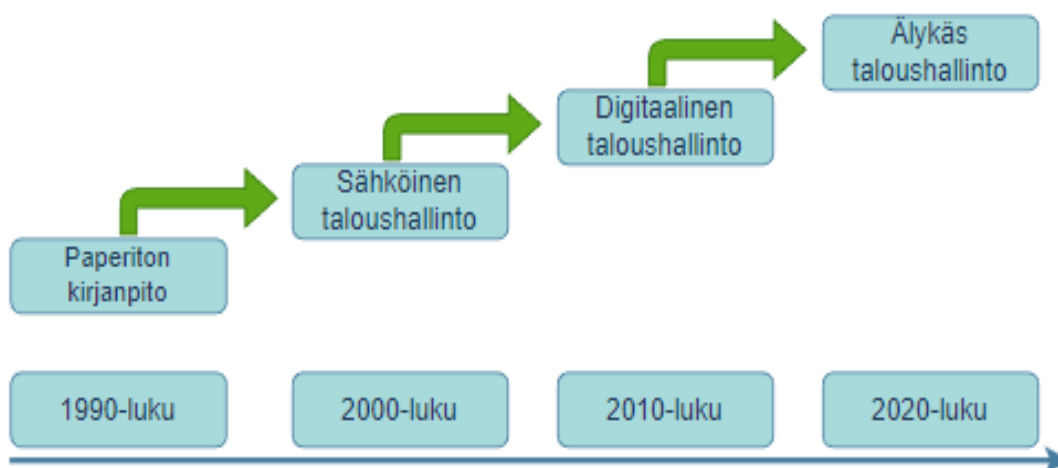 Älykäs
taloushallinto
Digitaalinen
taloushallinto
Sähköinen
taloushallinto
Paperiton
kirjanpito
1990-luku
2000-luku
2010-luku
2020-luku